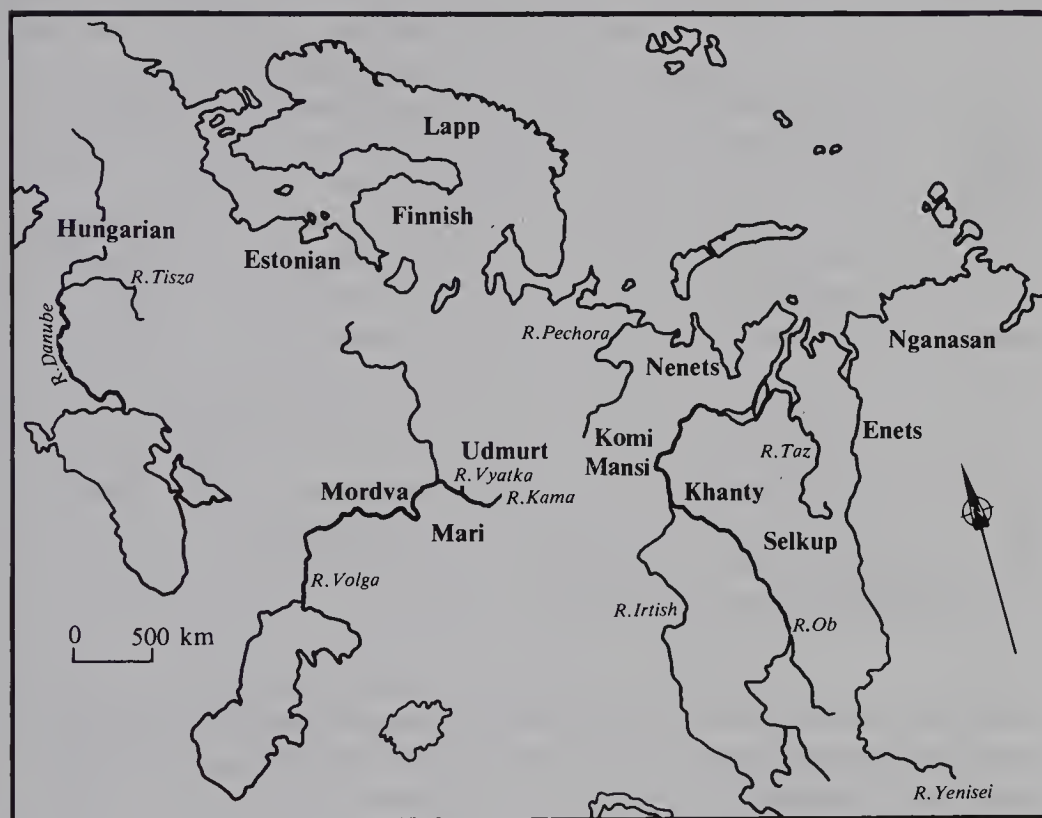 Lapp
Hungarian
Finnish
Estonian
R.Tisza
R.Danube
R.Pechora
Nenets
Nganasan
Udmurt
Komi
Mansi
Enets
R.Taz
R.Vyatka
R.Kama
Mordva
Khanty
Mari
Selkup
R.Volga
R.Irtish
R.Ob
0 500 km
R.Yenisei